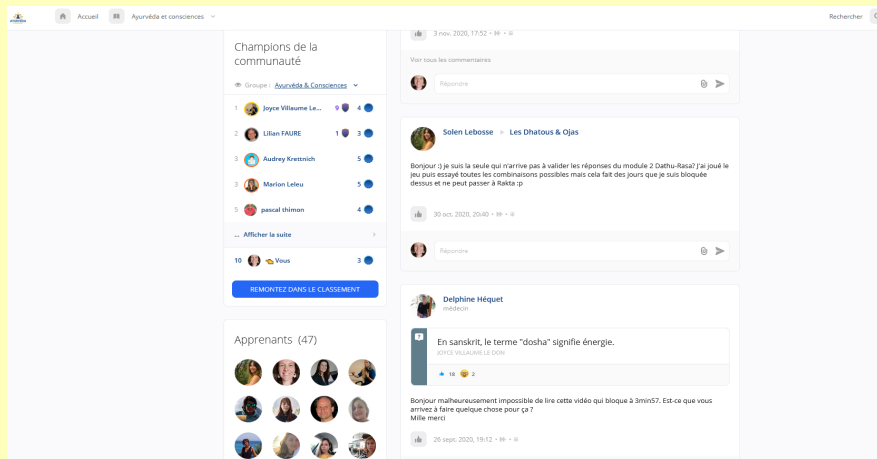 Accueil
Ayurvéda et consciences
Rechercher
Champions de la
communauté
Groupe : Ayurvéda & Consciences
1 Joyce Villaume Le... 9 4
2 Lilian FAURE 1 3
3 Audrey Krettnich 5
3 Marion Leleu 5
5 pascal thimon 4
... Afficher la suite
10 Vous 3
REMONTEZ DANS LE CLASSEMENT
Apprenants (47)
3 nov. 2020, 17:52
Voir tous les commentaires
Répondre
Solen Lebosse Les Dhatous & Ojas
Bonjour :) je suis la seule qui n'arrive pas à valider les réponses du module 2 Dathu-Rasa? J'ai joué le
jeu puis essayé toutes les combinaisons possibles mais cela fait des jours que je suis bloquée
dessus et ne peut passer à Rakta :p
30 oct. 2020, 20:40
Répondre
Delphine Héquet
médecin
En sanskrit, le terme "dosha" signifie énergie.
JOYCE VILLAUME LE DON
18 2
Bonjour malheureusement impossible de lire cette vidéo qui bloque à 3min57. Est-ce que vous
arrivez à faire quelque chose pour ça ?
Mille merci
26 sept. 2020, 19:12